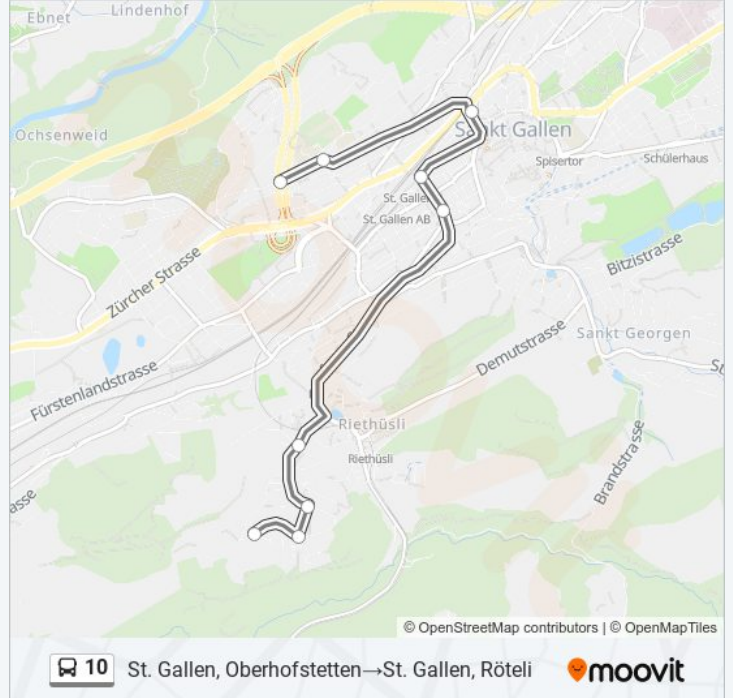 Ebnet
Lindenhof
Ochsenweid
Sankt Gallen
Spisertor
Schülerhaus
St. Galle
St. Gallen AB
Bitzistrasse
Zürcher Strasse
Sankt Georgen
St
Demutstrasse
Fürstenlandstrasse
Riethüsli
Riethüsli
Brandstrasse
asse
© OpenStreetMap contributors | © OpenMapTiles
10 St. Gallen, Oberhofstetten→St. Gallen, Röteli
moovit